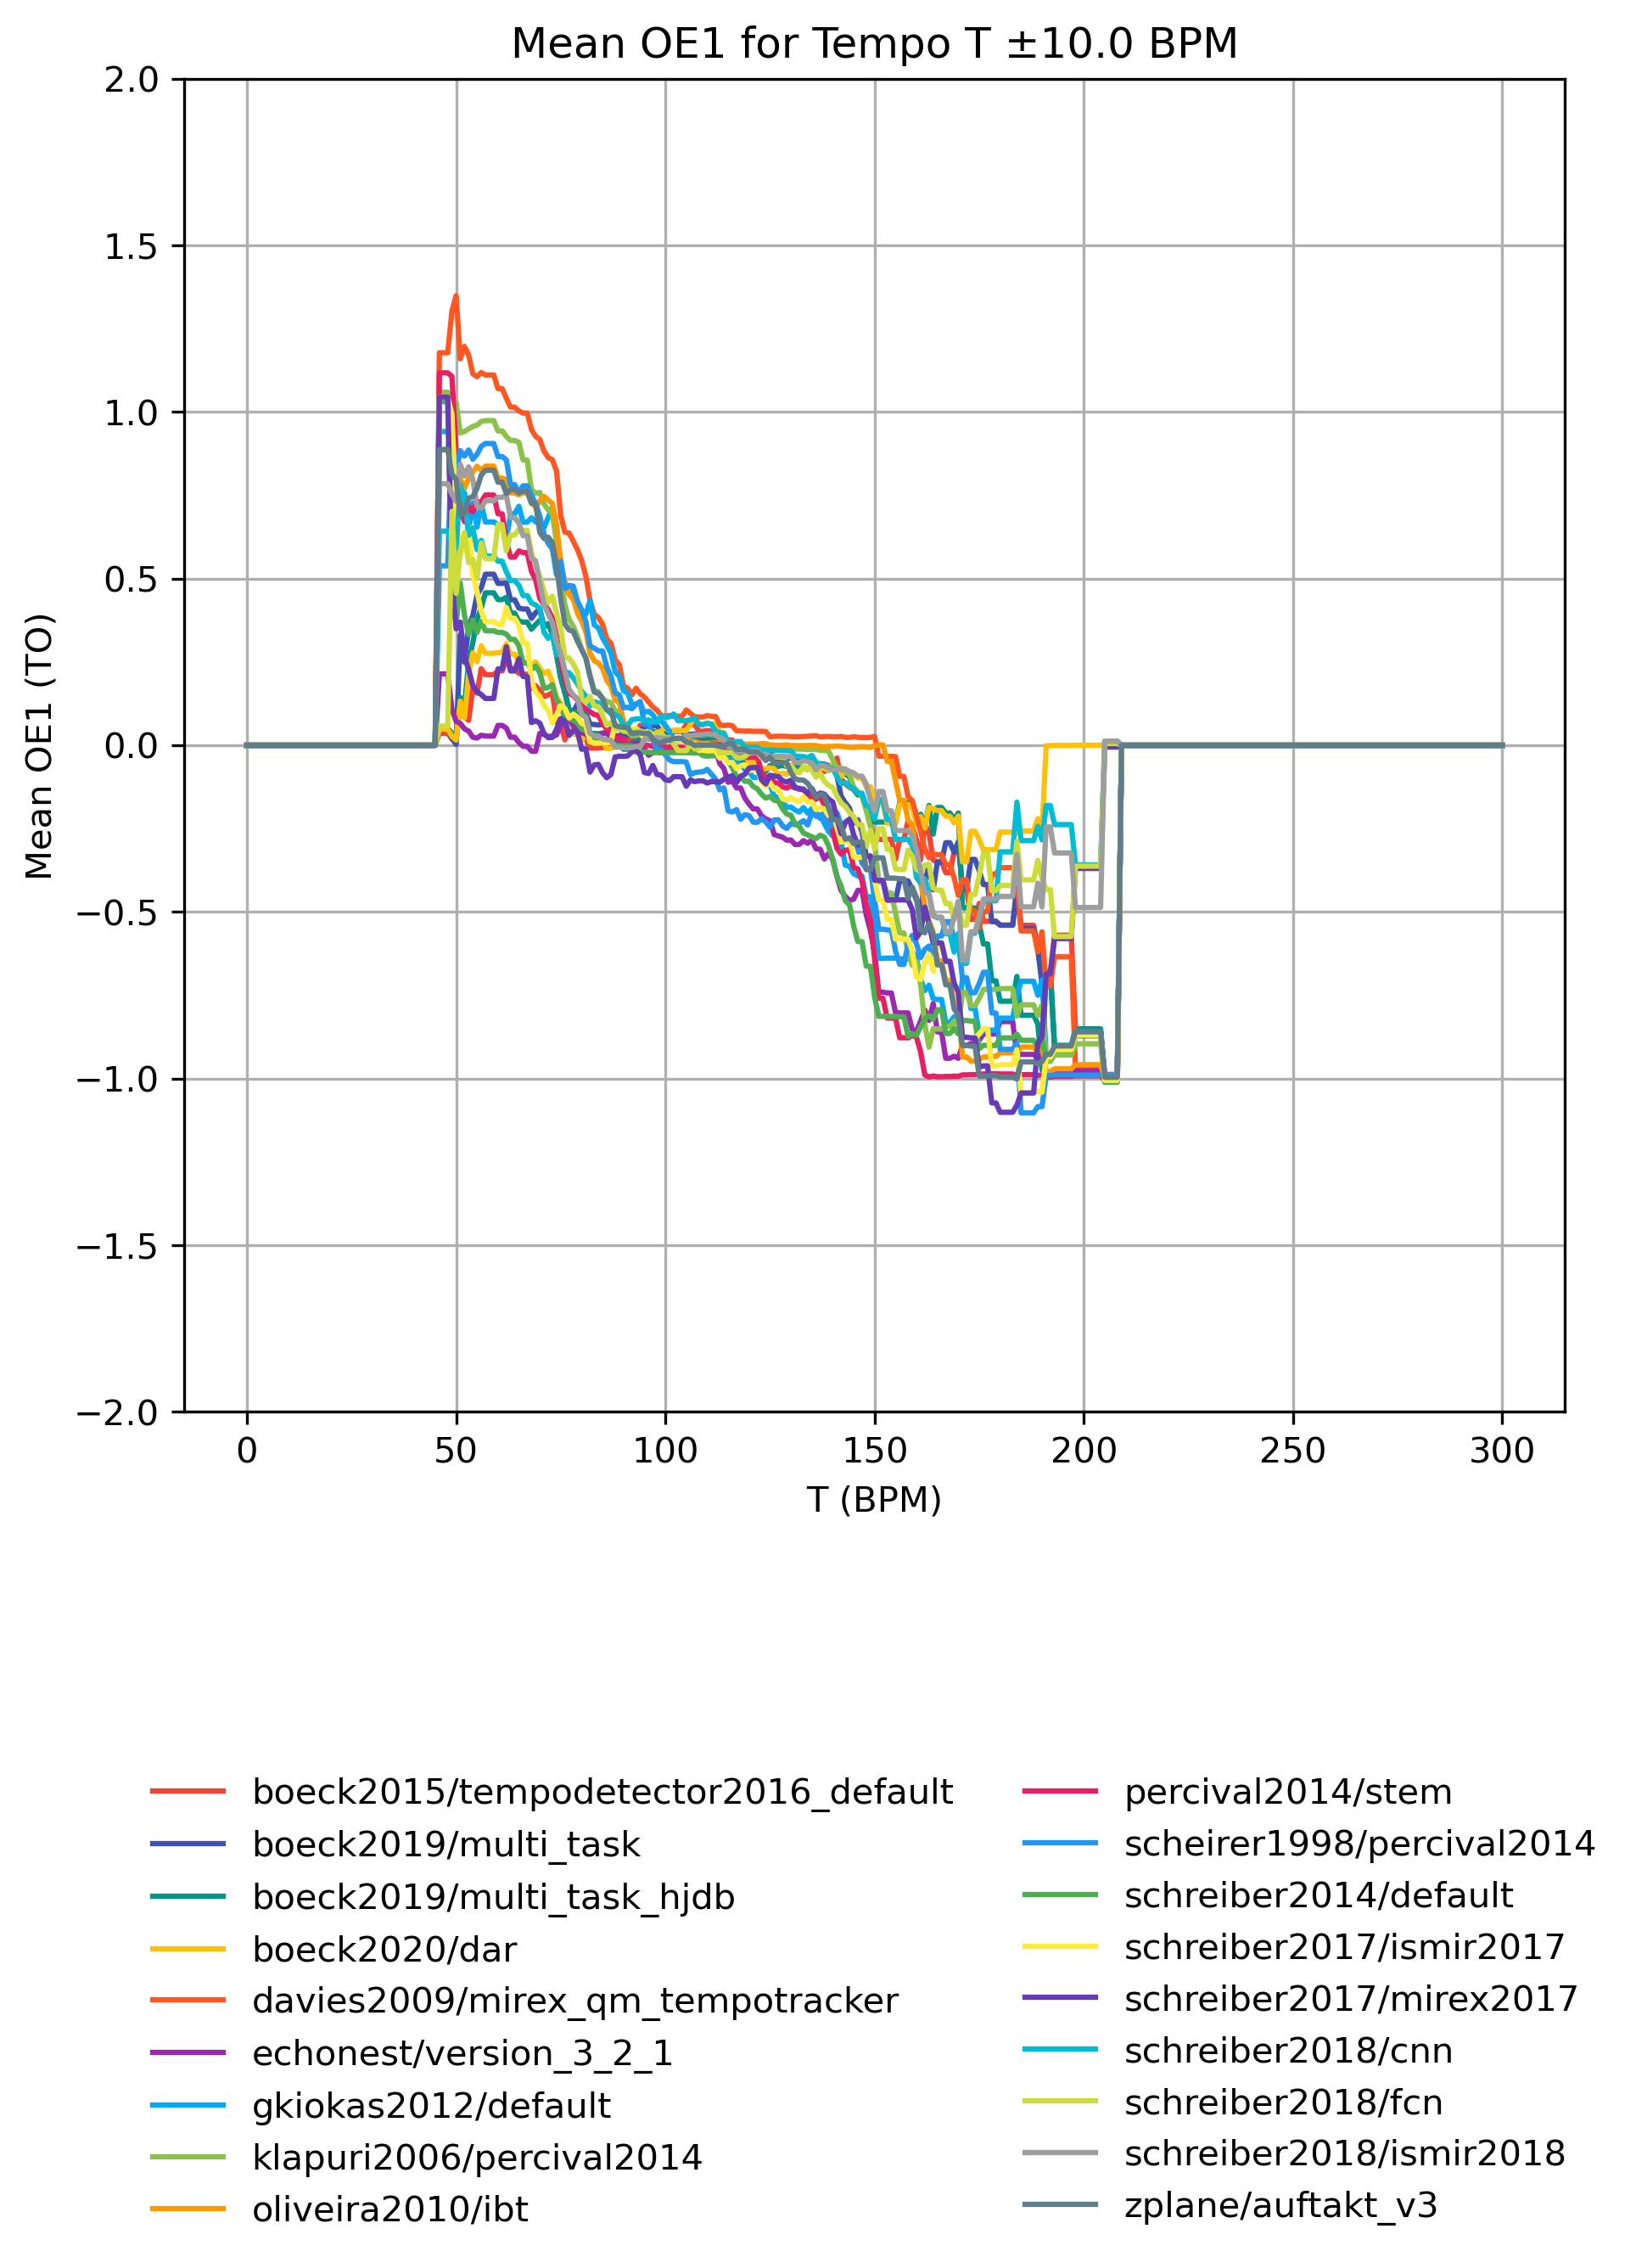 Mean OE1 for Tempo T ±10.0 BPM
2.0
1.5
1.0
0.5
0.0
−0.5
−1.0
−1.5
−2.0
Mean OE1 (TO)
0 50 100 150 200 250 300
T (BPM)
boeck2015/tempodetector2016_default
boeck2019/multi_task
boeck2019/multi_task_hjdb
boeck2020/dar
davies2009/mirex_qm_tempotracker
echonest/version_3_2_1
gkiokas2012/default
klapuri2006/percival2014
oliveira2010/ibt
percival2014/stem
scheirer1998/percival2014
schreiber2014/default
schreiber2017/ismir2017
schreiber2017/mirex2017
schreiber2018/cnn
schreiber2018/fcn
schreiber2018/ismir2018
zplane/auftakt_v3